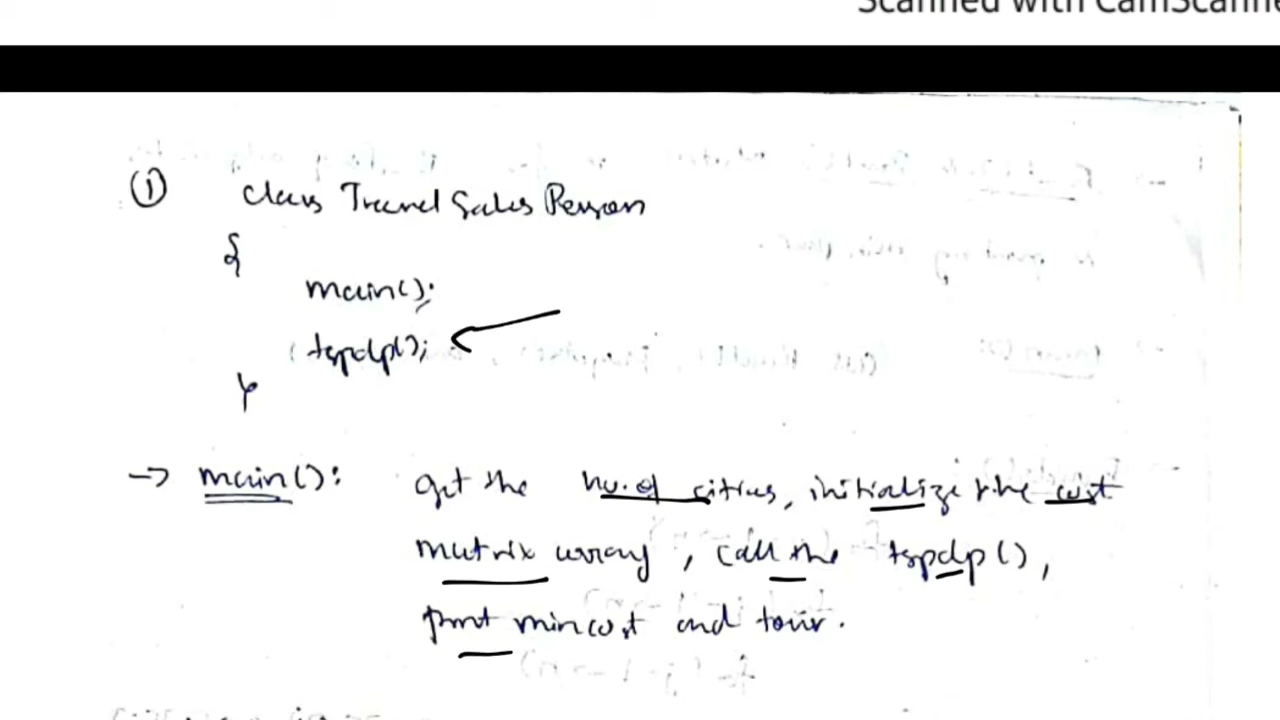 Scanned with CamScanne
① class Travel Sales Person
{
main();
tspdp();
}
→ main(): get the no. of cities, initialize the cost
matrix array, call the tspdp(),
print mincost and tour.